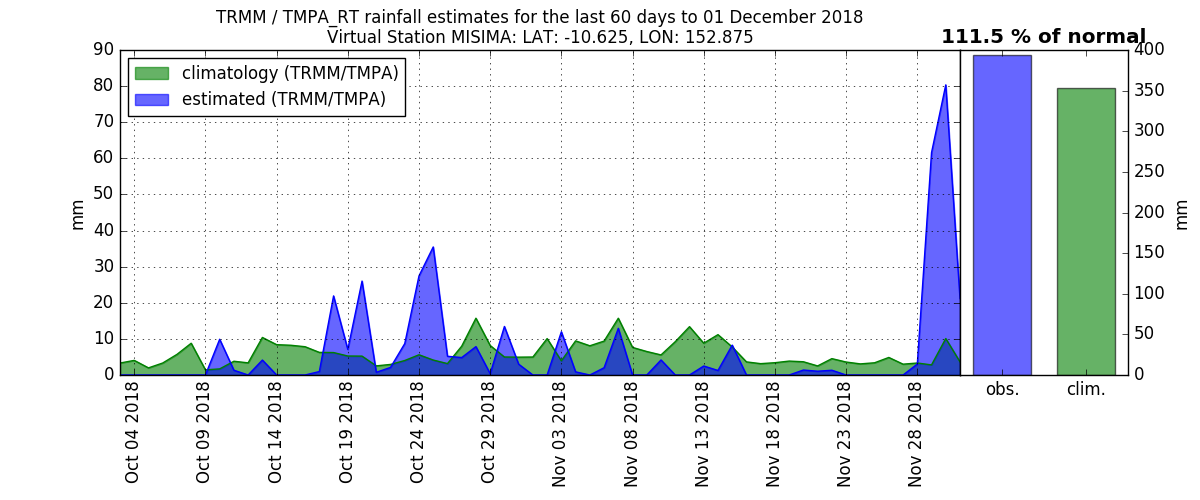 TRMM / TMPA_RT rainfall estimates for the last 60 days to 01 December 2018
Virtual Station MISIMA: LAT: -10.625, LON: 152.875
111.5 % of normal
climatology (TRMM/TMPA)
estimated (TRMM/TMPA)
90
80
70
60
50
40
30
20
10
0
mm
400
350
300
250
200
150
100
50
0
mm
Oct 04 2018
Oct 09 2018
Oct 14 2018
Oct 19 2018
Oct 24 2018
Oct 29 2018
Nov 03 2018
Nov 08 2018
Nov 13 2018
Nov 18 2018
Nov 23 2018
Nov 28 2018
obs.
clim.